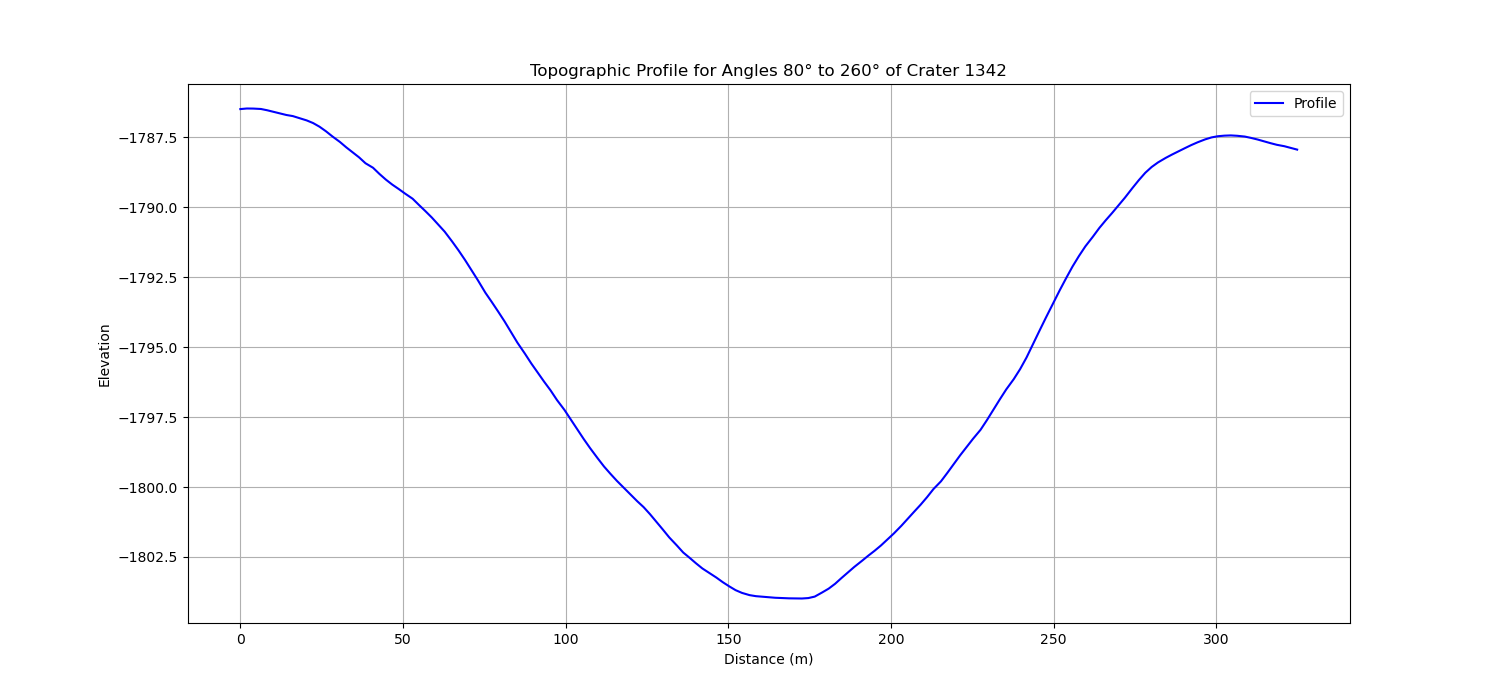 Topographic Profile for Angles 80° to 260° of Crater 1342
Profile
−1787.5
−1790.0
−1792.5
−1795.0
−1797.5
−1800.0
−1802.5
Elevation
0 50 100 150 200 250 300
Distance (m)